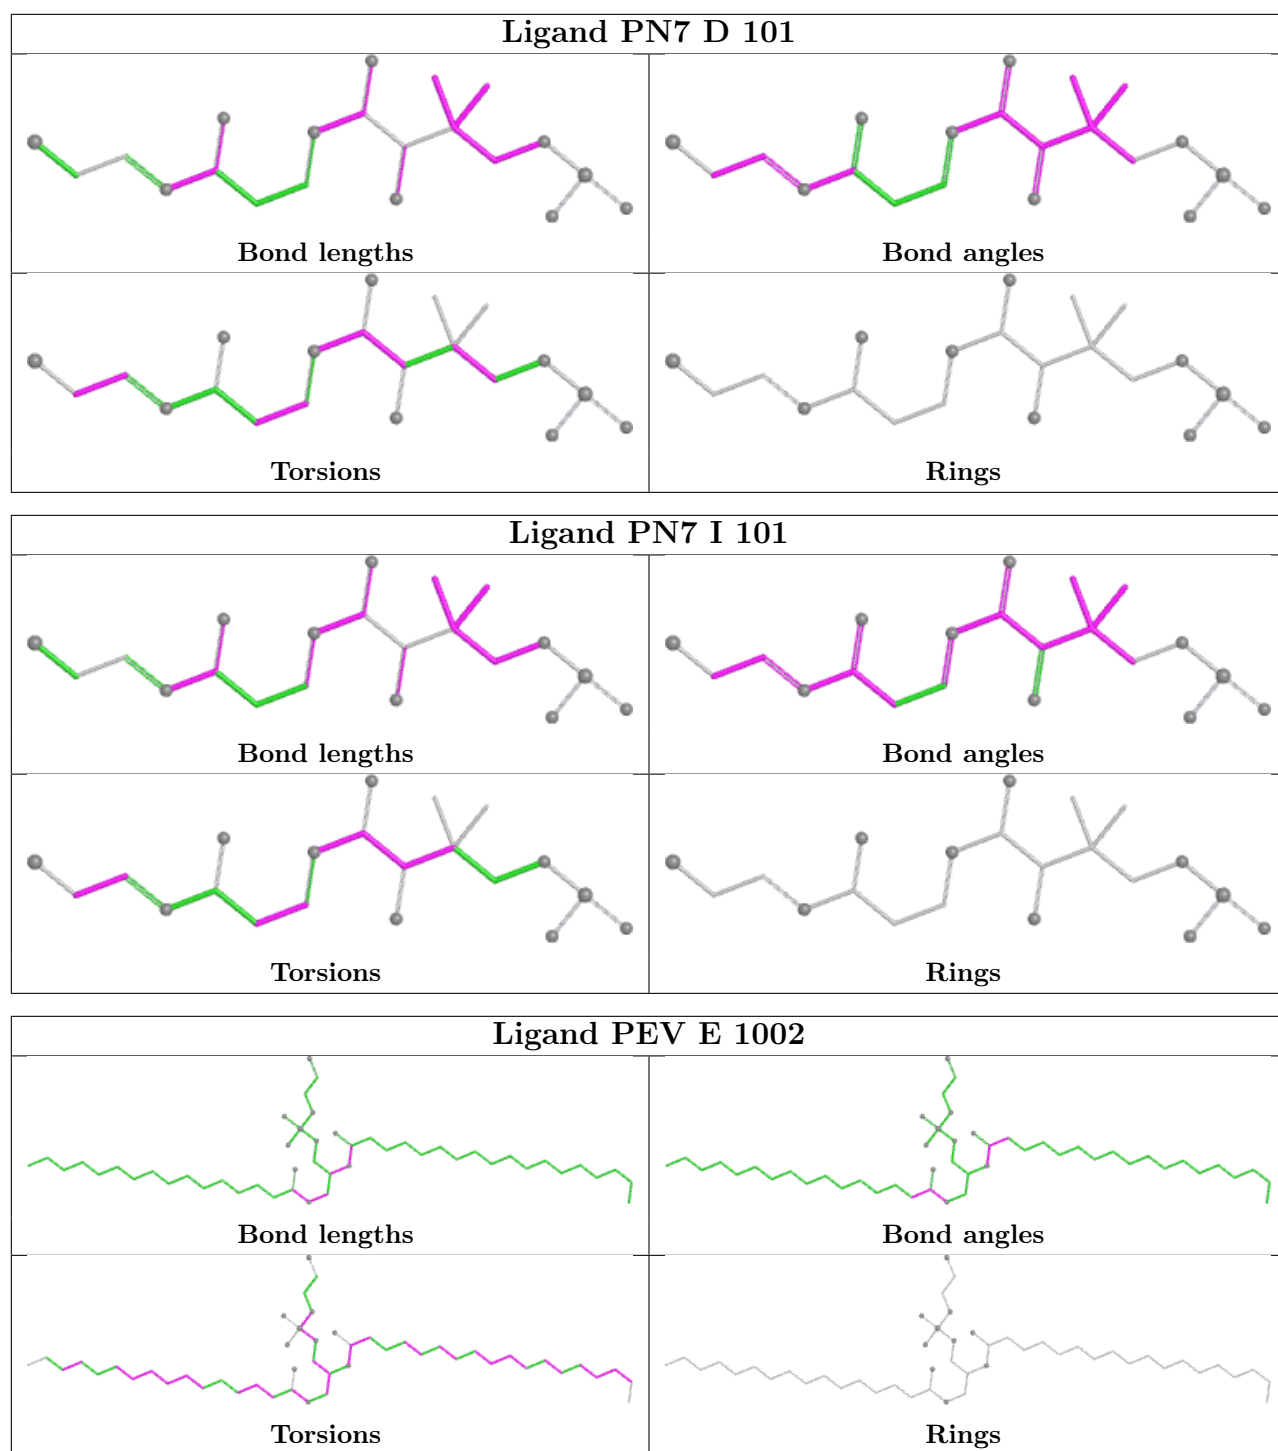 Ligand PN7 D 101
Bond lengths
Bond angles
Torsions
Rings
Ligand PN7 I 101
Bond lengths
Bond angles
Torsions
Rings
Ligand PEV E 1002
Bond lengths
Bond angles
Torsions
Rings